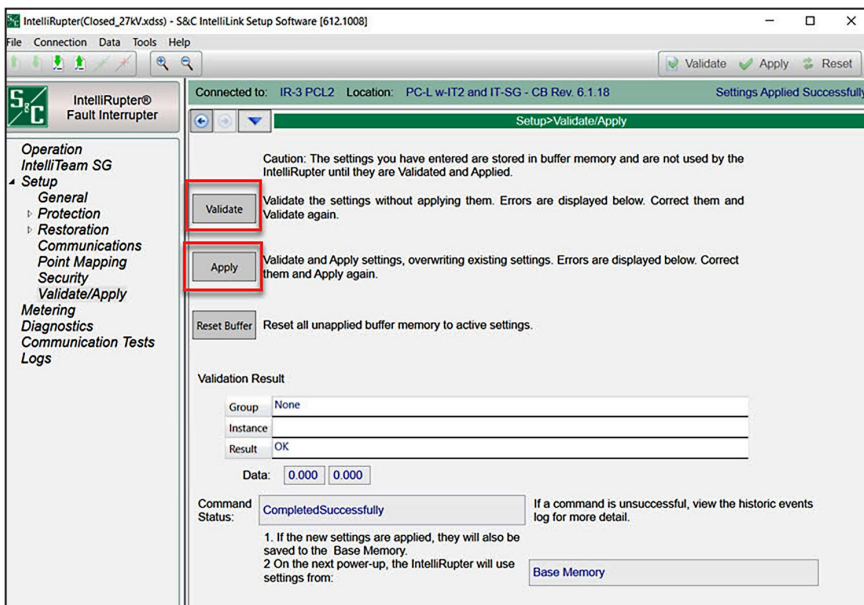 IntelliRupter(Closed_27kV.xdss) - S&C IntelliLink Setup Software [612.1008]
File Connection Data Tools Help
Validate Apply Reset
S&C
IntelliRupter®
Fault Interrupter
Connected to: IR-3 PCL2 Location: PC-L w-IT2 and IT-SG - CB Rev. 6.1.18 Settings Applied Successfully
Setup>Validate/Apply
Operation
IntelliTeam SG
Setup
General
Protection
Restoration
Communications
Point Mapping
Security
Validate/Apply
Metering
Diagnostics
Communication Tests
Logs
Caution: The settings you have entered are stored in buffer memory and are not used by the
IntelliRupter until they are Validated and Applied.
Validate
Validate the settings without applying them. Errors are displayed below. Correct them and
Validate again.
Apply
Validate and Apply settings, overwriting existing settings. Errors are displayed below. Correct
them and Apply again.
Reset Buffer
Reset all unapplied buffer memory to active settings.
Validation Result
Group None
Instance
Result OK
Data: 0.000 0.000
Command
Status:
CompletedSuccessfully
If a command is unsuccessful, view the historic events
log for more detail.
1. If the new settings are applied, they will also be
saved to the Base Memory.
2 On the next power-up, the IntelliRupter will use
settings from:
Base Memory